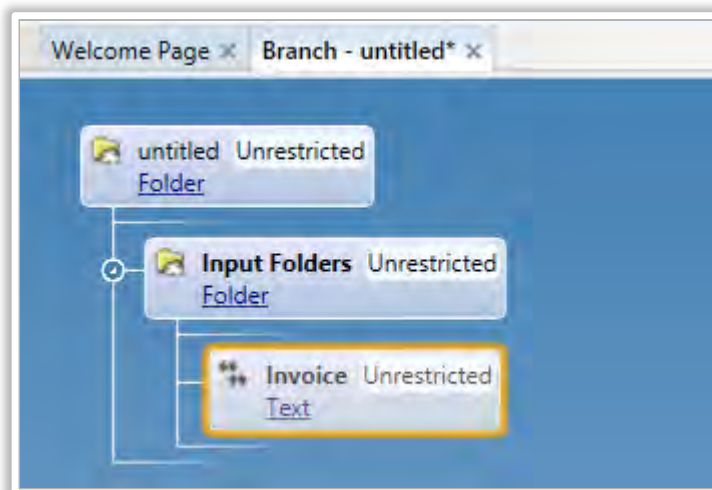 Welcome Page × Branch - untitled* ×
untitled Unrestricted
Folder
Input Folders Unrestricted
Folder
Invoice Unrestricted
Text